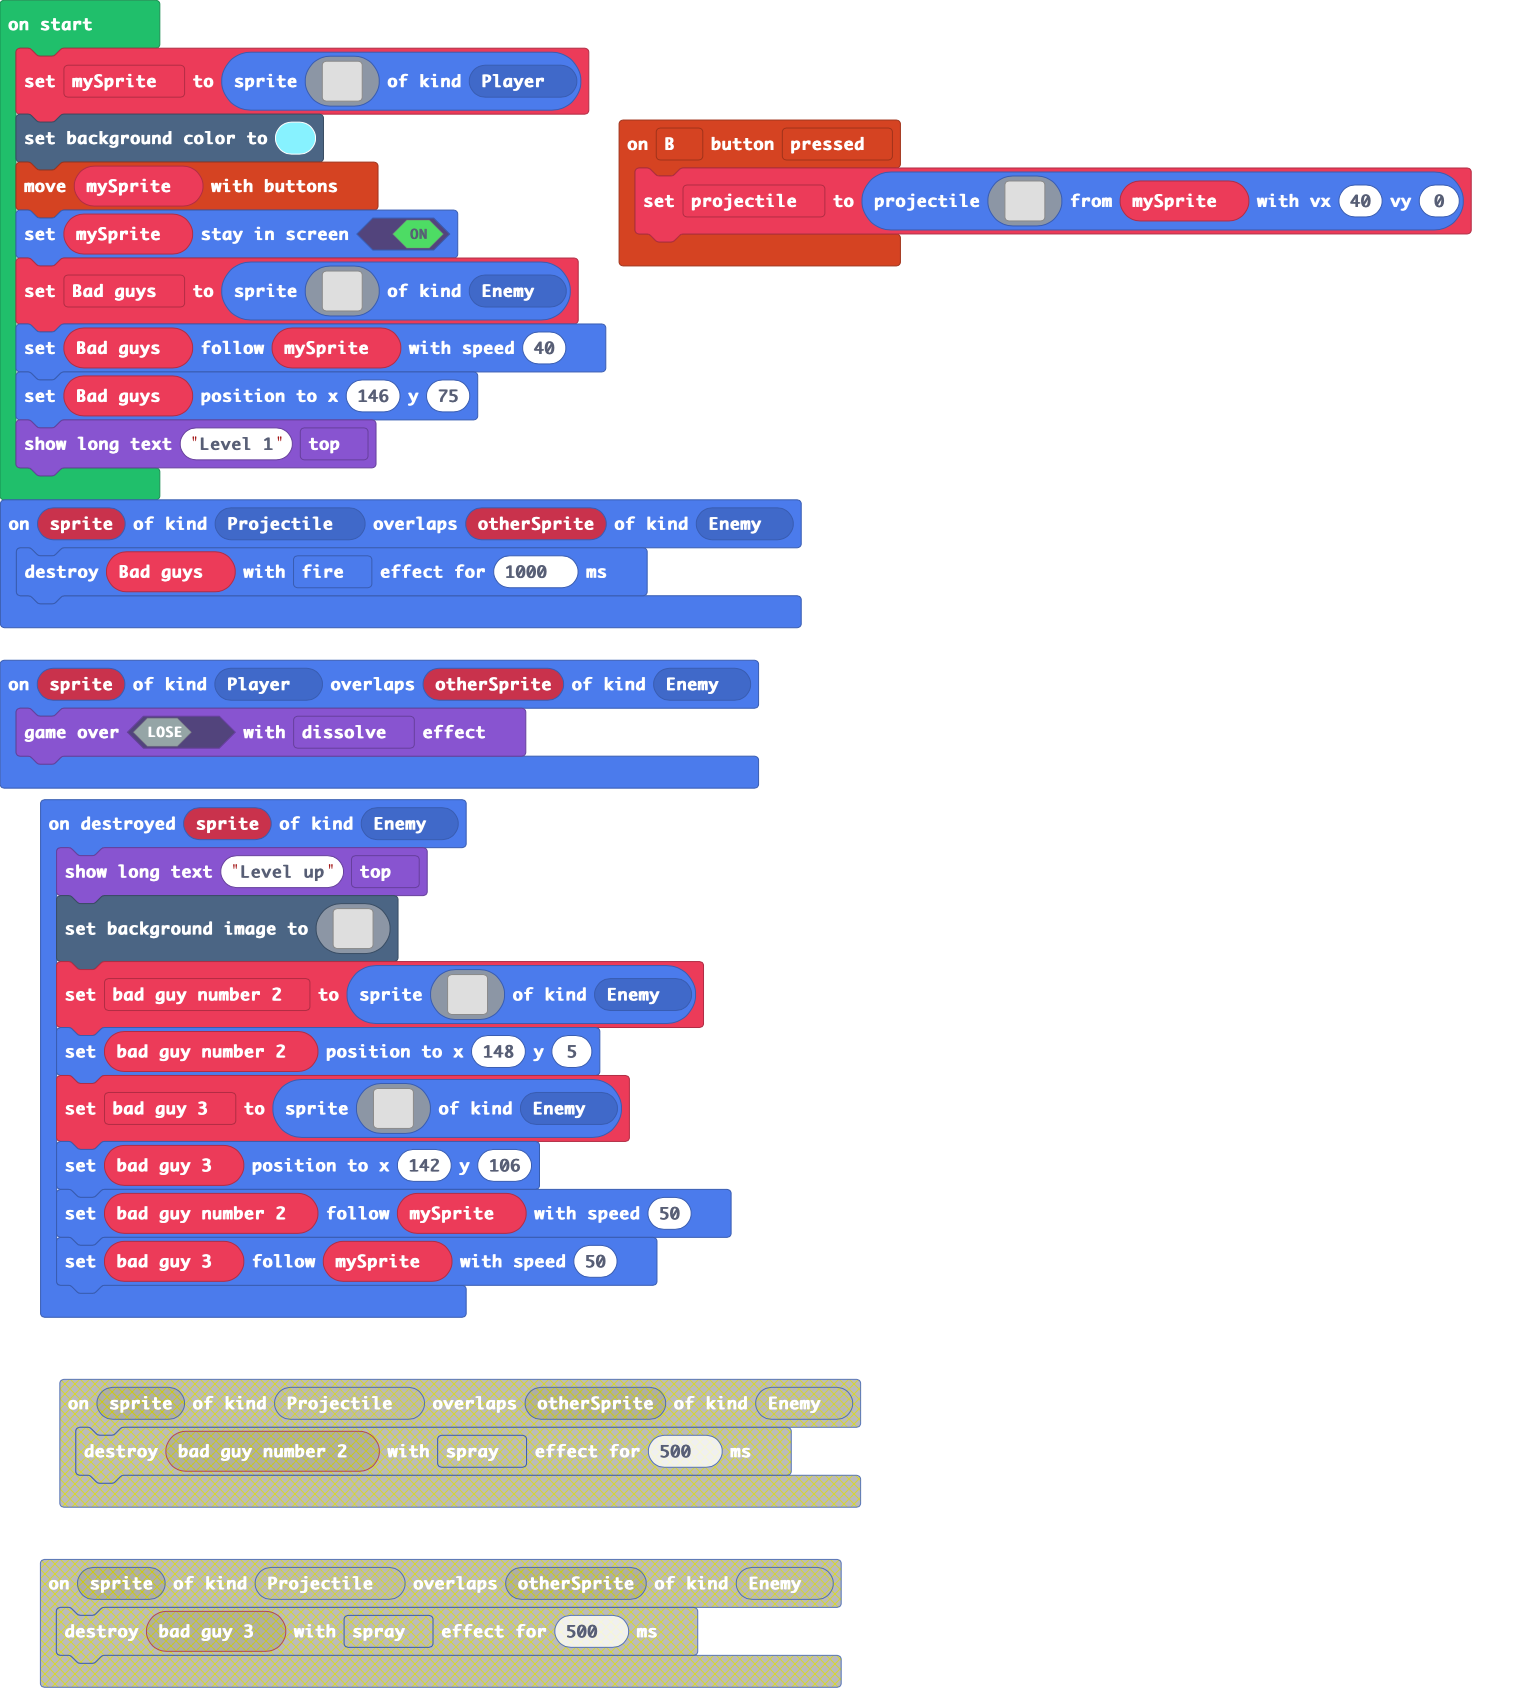 on start
set mySprite to sprite of kind Player
set background color to
move mySprite with buttons
set mySprite stay in screen ON
set Bad guys to sprite of kind Enemy
set Bad guys follow mySprite with speed 40
set Bad guys position to x 146 y 75
show long text "Level 1" top
on B button pressed
set projectile to projectile from mySprite with vx 40 vy 0
on sprite of kind Projectile overlaps otherSprite of kind Enemy
destroy Bad guys with fire effect for 1000 ms
on sprite of kind Player overlaps otherSprite of kind Enemy
game over LOSE with dissolve effect
on destroyed sprite of kind Enemy
show long text "Level up" top
set background image to
set bad guy number 2 to sprite of kind Enemy
set bad guy number 2 position to x 148 y 5
set bad guy 3 to sprite of kind Enemy
set bad guy 3 position to x 142 y 106
set bad guy number 2 follow mySprite with speed 50
set bad guy 3 follow mySprite with speed 50
on sprite of kind Projectile overlaps otherSprite of kind Enemy
destroy bad guy number 2 with spray effect for 500 ms
on sprite of kind Projectile overlaps otherSprite of kind Enemy
destroy bad guy 3 with spray effect for 500 ms